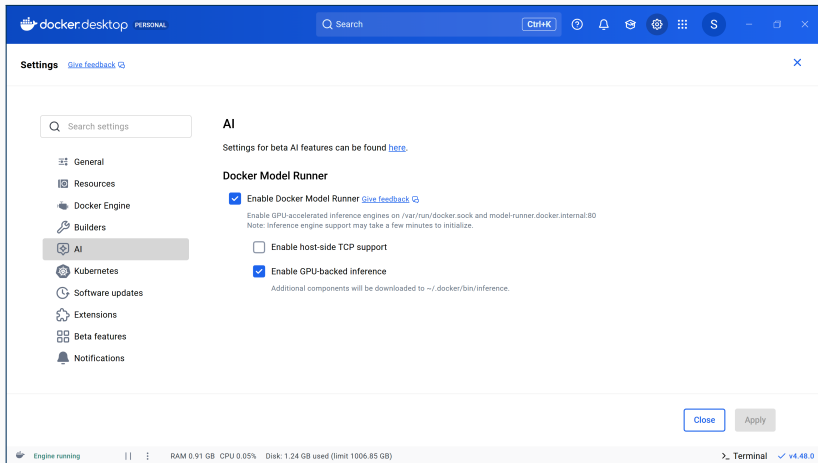 docker.desktop PERSONAL
Search
Ctrl+K
S
Settings
Give feedback
Search settings
General
Resources
Docker Engine
Builders
AI
Kubernetes
Software updates
Extensions
Beta features
Notifications
AI
Settings for beta AI features can be found here.
Docker Model Runner
Enable Docker Model Runner Give feedback
Enable GPU-accelerated inference engines on /var/run/docker.sock and model-runner.docker.internal:80
Note: Inference engine support may take a few minutes to initialize.
Enable host-side TCP support
Enable GPU-backed inference
Additional components will be downloaded to ~/.docker/bin/inference.
Close
Apply
Engine running
RAM 0.91 GB CPU 0.05% Disk: 1.24 GB used (limit 1006.85 GB)
Terminal
v4.48.0